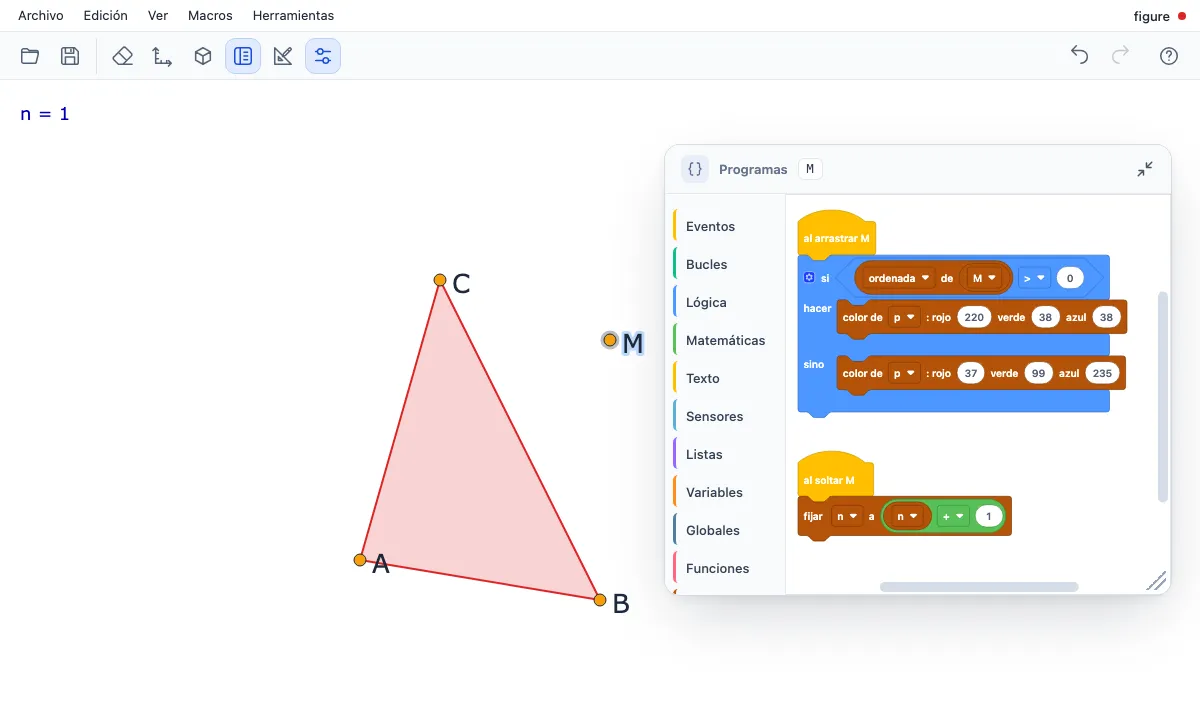 Archivo Edición Ver Macros Herramientas figure
n = 1
C
M
A
B
{} Programas M
Eventos
Bucles
Lógica
Matemáticas
Texto
Sensores
Listas
Variables
Globales
Funciones
al arrastrar M
si ordenada de M > 0
hacer color de p : rojo 220 verde 38 azul 38
sino color de p : rojo 37 verde 99 azul 235
al soltar M
fijar n a n + 1